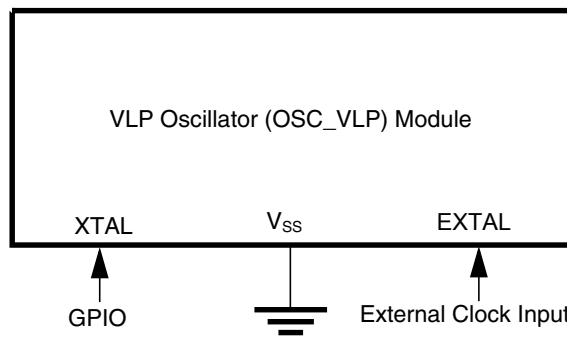 VLP Oscillator (OSC_VLP) Module
XTAL VSS EXTAL
GPIO External Clock Input